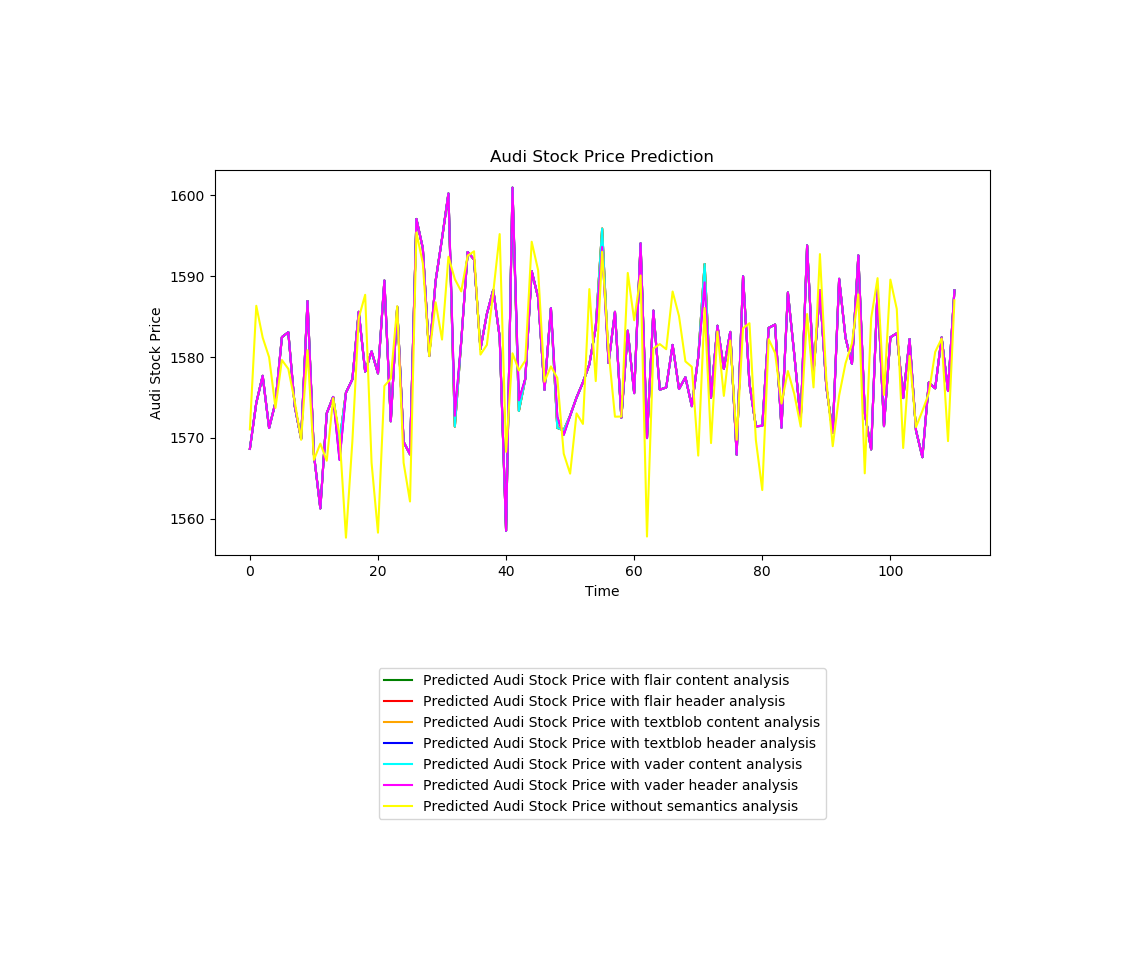 Audi Stock Price Prediction
Audi Stock Price
1600
1590
1580
1570
1560
0 20 40 60 80 100
Time
Predicted Audi Stock Price with flair content analysis
Predicted Audi Stock Price with flair header analysis
Predicted Audi Stock Price with textblob content analysis
Predicted Audi Stock Price with textblob header analysis
Predicted Audi Stock Price with vader content analysis
Predicted Audi Stock Price with vader header analysis
Predicted Audi Stock Price without semantics analysis